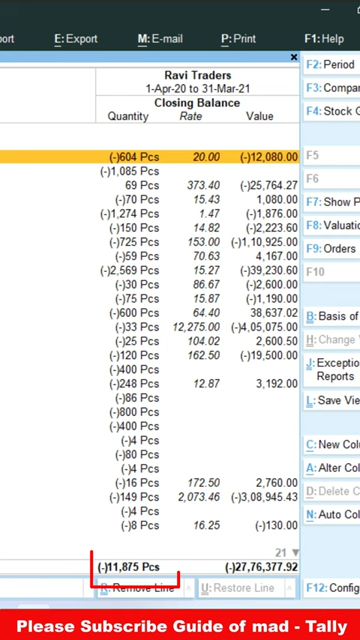 port
E: Export
M: E-mail
P: Print
F1: Help
Ravi Traders
1-Apr-20 to 31-Mar-21
Closing Balance
Quantity Rate Value
(-)604 Pcs 20.00 (-)12,080.00
(-)1,085 Pcs
69 Pcs 373.40 (-)25,764.27
(-)70 Pcs 15.43 1,080.00
(-)1,274 Pcs 1.47 (-)1,876.00
(-)150 Pcs 14.82 (-)2,223.60
(-)725 Pcs 153.00 (-)1,10,925.00
(-)59 Pcs 70.63 4,167.00
(-)2,569 Pcs 15.27 (-)39,230.60
(-)30 Pcs 86.67 (-)2,600.00
(-)75 Pcs 15.87 (-)1,190.00
(-)600 Pcs 64.40 38,637.02
(-)33 Pcs 12,275.00 (-)4,05,075.00
(-)25 Pcs 104.02 2,600.50
(-)120 Pcs 162.50 (-)19,500.00
(-)400 Pcs
(-)248 Pcs 12.87 3,192.00
(-)86 Pcs
(-)800 Pcs
(-)400 Pcs
(-)4 Pcs
(-)80 Pcs
(-)4 Pcs
(-)16 Pcs 172.50 2,760.00
(-)149 Pcs 2,073.46 (-)3,08,945.43
(-)4 Pcs
(-)8 Pcs 16.25 (-)130.00
21
(-)11,875 Pcs (-)27,76,377.92
R: Remove Line
U: Restore Line
F2: Period
F3: Compa
F4: Stock G
F5
F6
F7: Show P
F8: Valuati
F9: Orders
F10
B: Basis of
H: Change V
J: Exceptio
Reports
L: Save Vie
C: New Colu
A: Alter Col
D: Delete C
N: Auto Col
F12: Config
Please Subscribe Guide of mad - Tally